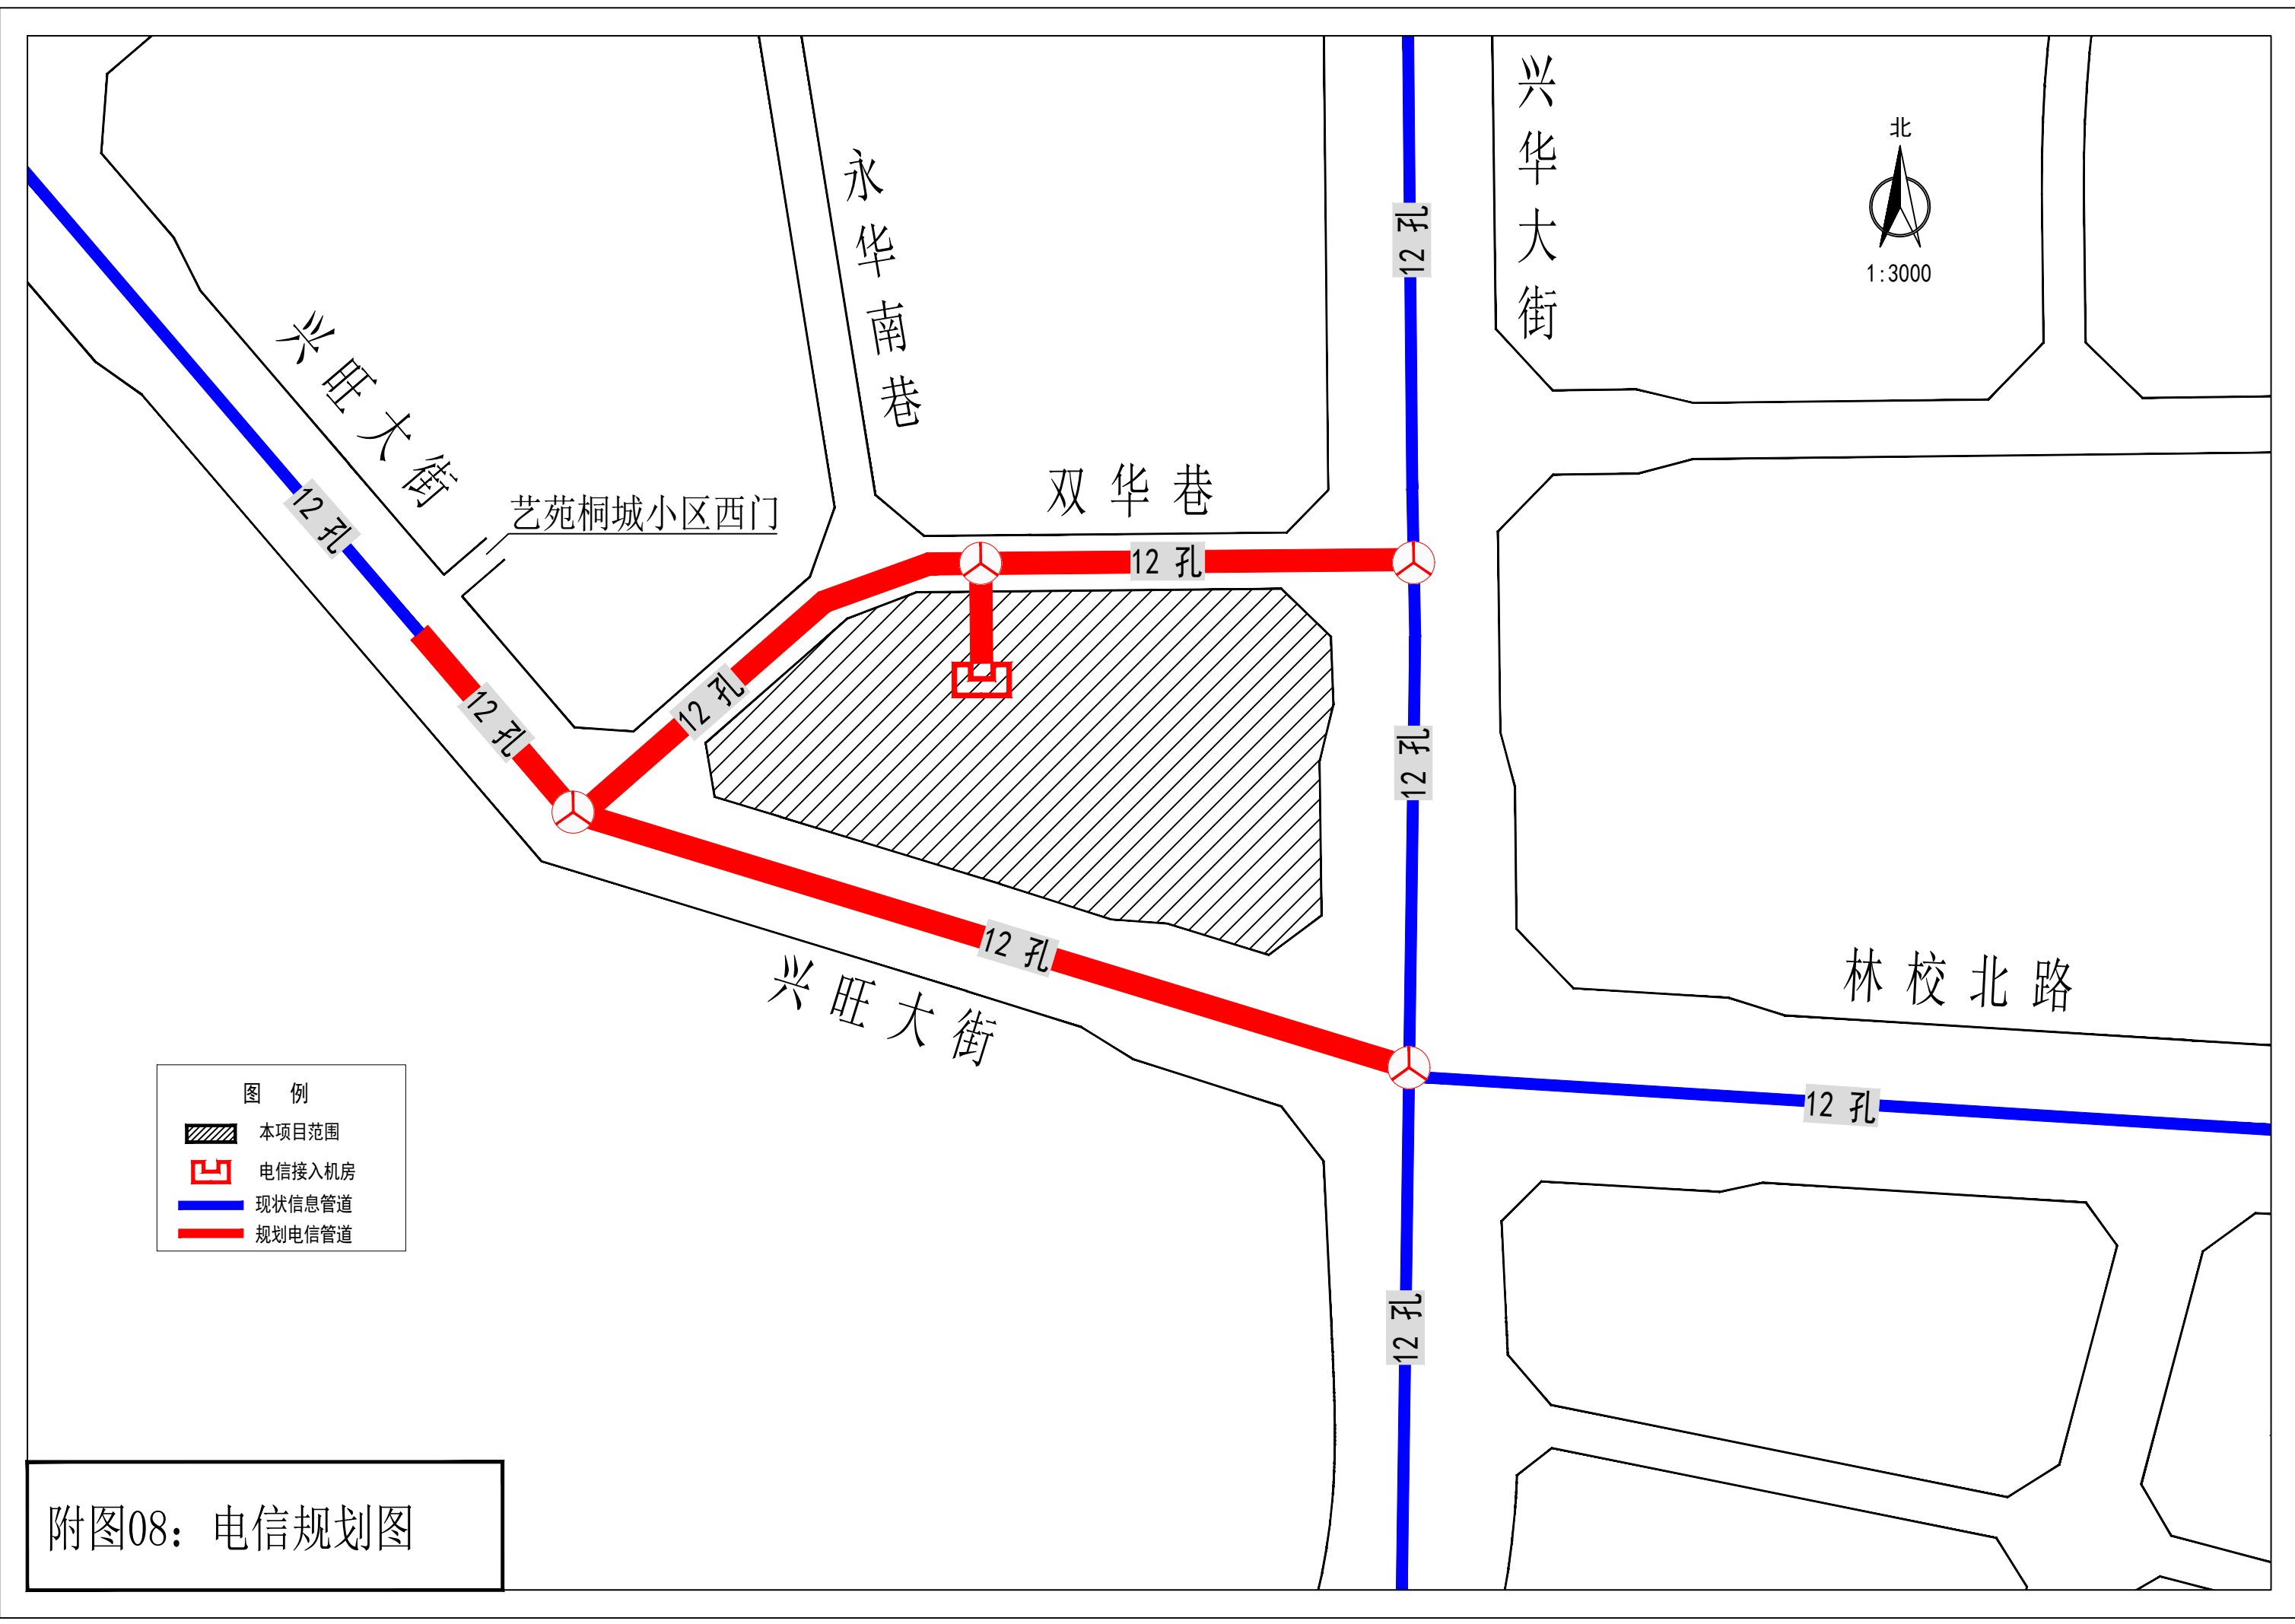 兴华大街
北
1:3000
永华南巷
12 孔
兴旺大街
双华巷
艺苑桐城小区西门
12 孔
12 孔
12 孔
12 孔
12 孔
12 孔
兴旺大街
林校北路
12 孔
12 孔
图 例
本项目范围
电信接入机房
现状信息管道
规划电信管道
附图08：电信规划图